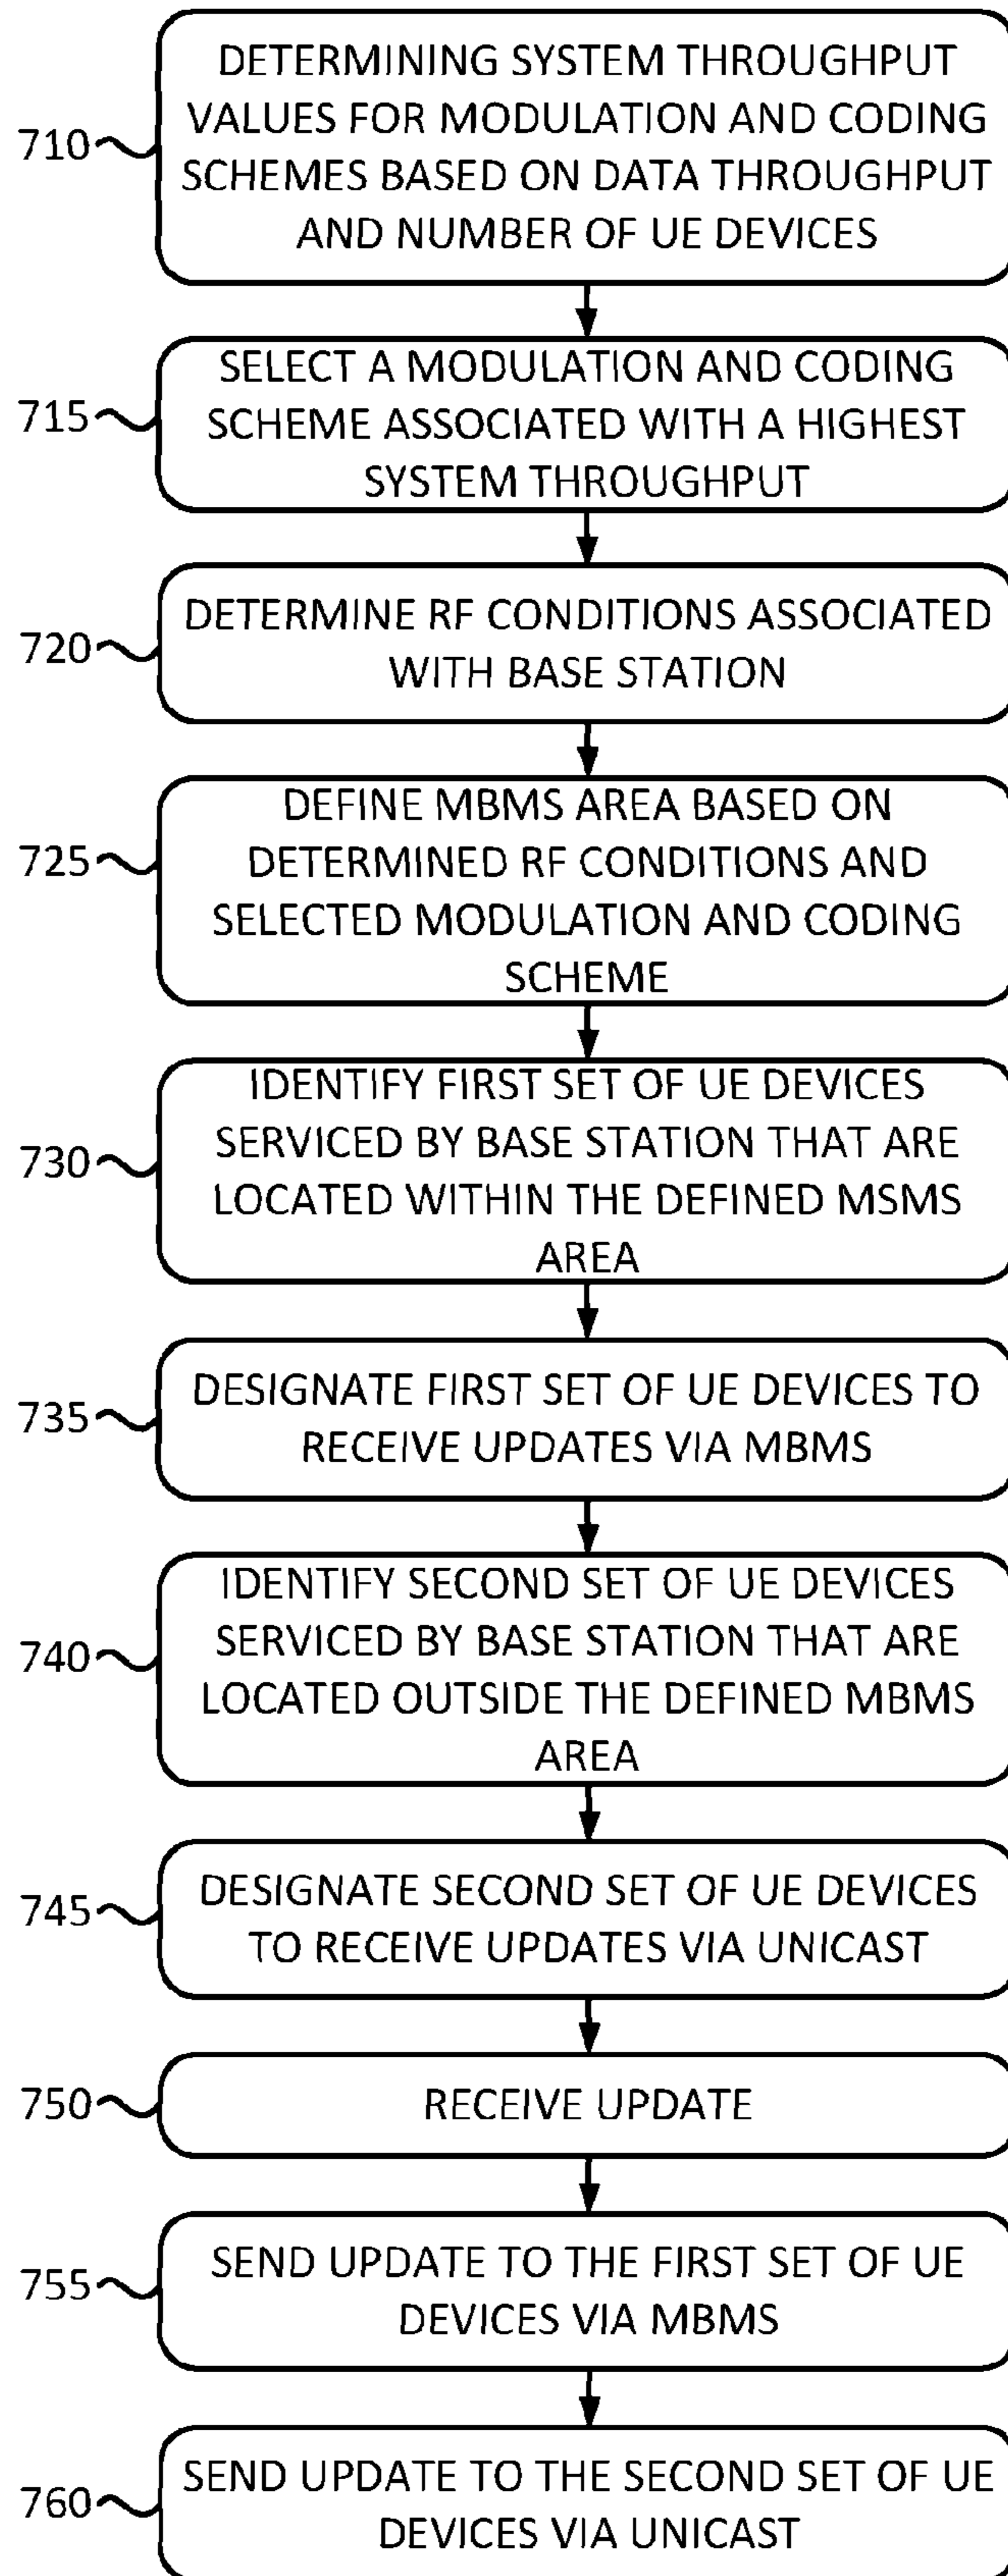 710
DETERMINING SYSTEM THROUGHPUT
VALUES FOR MODULATION AND CODING
SCHEMES BASED ON DATA THROUGHPUT
AND NUMBER OF UE DEVICES
715
SELECT A MODULATION AND CODING
SCHEME ASSOCIATED WITH A HIGHEST
SYSTEM THROUGHPUT
720
DETERMINE RF CONDITIONS ASSOCIATED
WITH BASE STATION
725
DEFINE MBMS AREA BASED ON
DETERMINED RF CONDITIONS AND
SELECTED MODULATION AND CODING
SCHEME
730
IDENTIFY FIRST SET OF UE DEVICES
SERVICED BY BASE STATION THAT ARE
LOCATED WITHIN THE DEFINED MSMS
AREA
735
DESIGNATE FIRST SET OF UE DEVICES TO
RECEIVE UPDATES VIA MBMS
740
IDENTIFY SECOND SET OF UE DEVICES
SERVICED BY BASE STATION THAT ARE
LOCATED OUTSIDE THE DEFINED MBMS
AREA
745
DESIGNATE SECOND SET OF UE DEVICES
TO RECEIVE UPDATES VIA UNICAST
750
RECEIVE UPDATE
755
SEND UPDATE TO THE FIRST SET OF UE
DEVICES VIA MBMS
760
SEND UPDATE TO THE SECOND SET OF UE
DEVICES VIA UNICAST